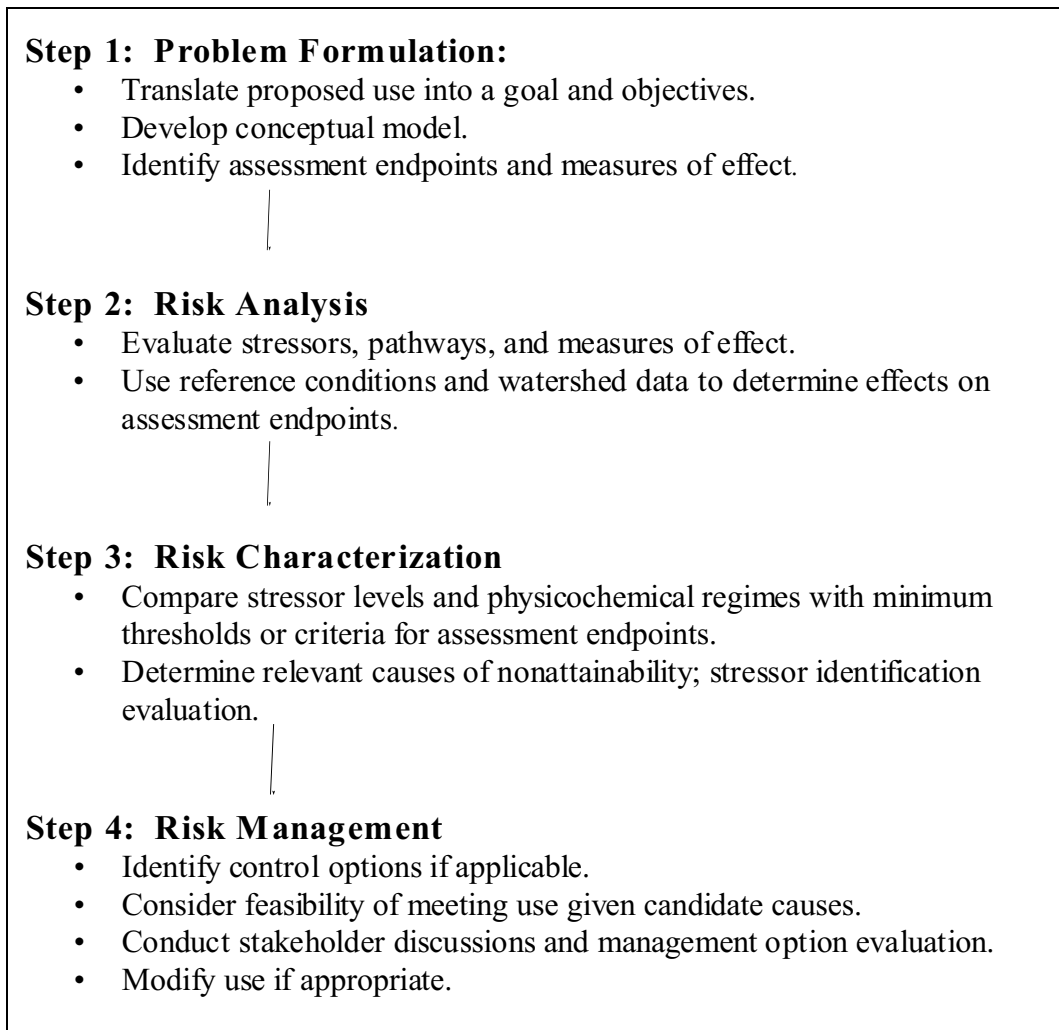 Step 1: Problem Formulation:
• Translate proposed use into a goal and objectives.
• Develop conceptual model.
• Identify assessment endpoints and measures of effect.
Step 2: Risk Analysis
• Evaluate stressors, pathways, and measures of effect.
• Use reference conditions and watershed data to determine effects on
assessment endpoints.
Step 3: Risk Characterization
• Compare stressor levels and physicochemical regimes with minimum
thresholds or criteria for assessment endpoints.
• Determine relevant causes of nonattainability; stressor identification
evaluation.
Step 4: Risk Management
• Identify control options if applicable.
• Consider feasibility of meeting use given candidate causes.
• Conduct stakeholder discussions and management option evaluation.
• Modify use if appropriate.